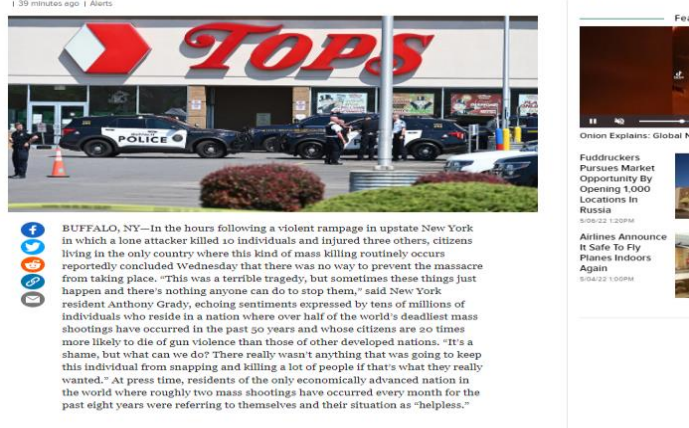 39 minutes ago | Alerts
TOPS
BUFFALO
POLICE
BUFFALO, NY—In the hours following a violent rampage in upstate New York
in which a lone attacker killed 10 individuals and injured three others, citizens
living in the only country where this kind of mass killing routinely occurs
reportedly concluded Wednesday that there was no way to prevent the massacre
from taking place. “This was a terrible tragedy, but sometimes these things just
happen and there's nothing anyone can do to stop them,” said New York
resident Anthony Grady, echoing sentiments expressed by tens of millions of
individuals who reside in a nation where over half of the world's deadliest mass
shootings have occurred in the past 50 years and whose citizens are 20 times
more likely to die of gun violence than those of other developed nations. “It's a
shame, but what can we do? There really wasn't anything that was going to keep
this individual from snapping and killing a lot of people if that's what they really
wanted.” At press time, residents of the only economically advanced nation in
the world where roughly two mass shootings have occurred every month for the
past eight years were referring to themselves and their situation as “helpless.”
Fea
Onion Explains: Global N
Fuddruckers
Pursues Market
Opportunity By
Opening 1,000
Locations In
Russia
5/06/22 1:20PM
Airlines Announce
It Safe To Fly
Planes Indoors
Again
5/04/22 1:00PM